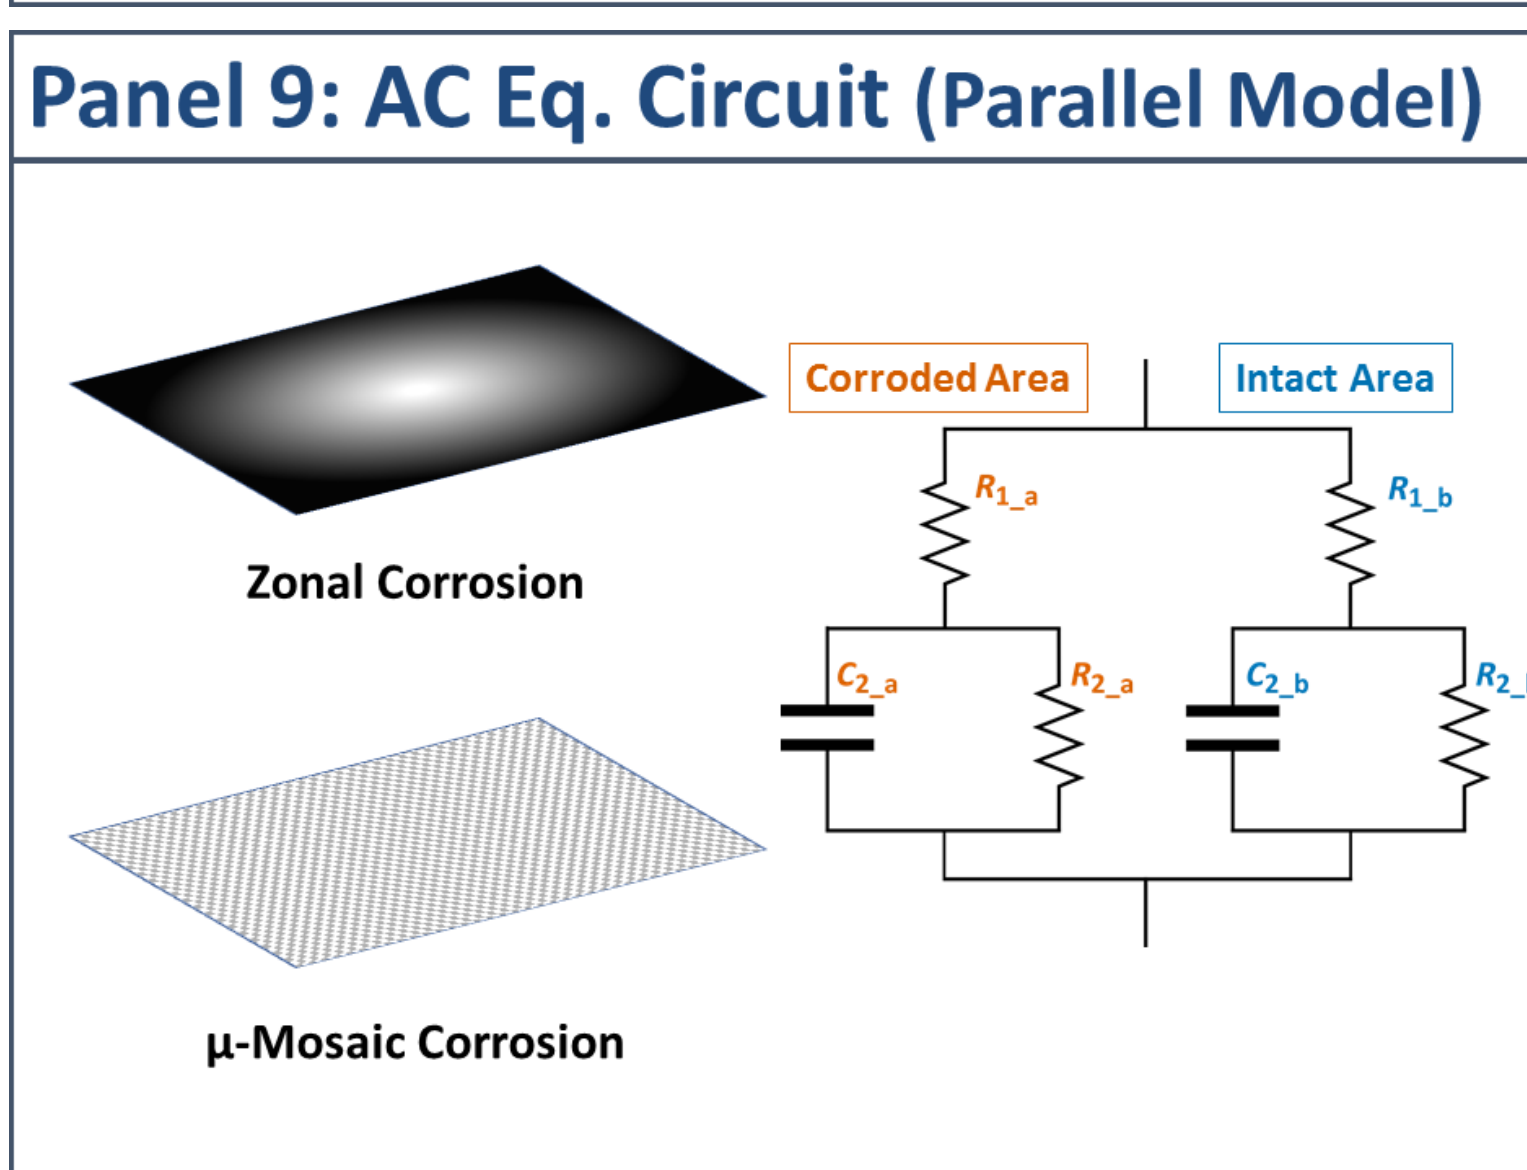 Panel 9: AC Eq. Circuit (Parallel Model)
Corroded Area
Intact Area
R1_a
R1_b
Zonal Corrosion
C2_a
R2_a
C2_b
R2_
μ-Mosaic Corrosion